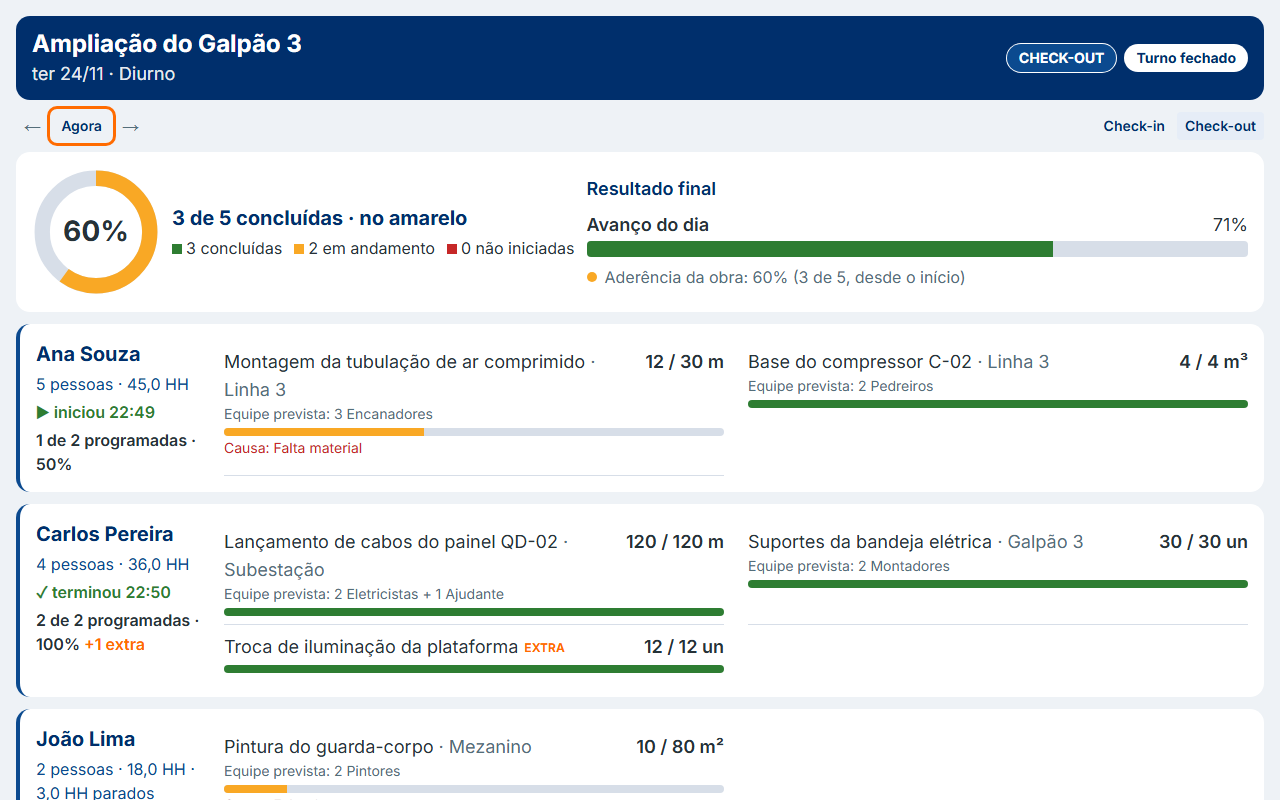 Ampliação do Galpão 3
ter 24/11 · Diurno
CHECK-OUT
Turno fechado
← Agora →
Check-in
Check-out
60%
3 de 5 concluídas · no amarelo
3 concluídas 2 em andamento 0 não iniciadas
Resultado final
Avanço do dia 71%
Aderência da obra: 60% (3 de 5, desde o início)
Ana Souza
5 pessoas · 45,0 HH
▶ iniciou 22:49
1 de 2 programadas ·
50%
Montagem da tubulação de ar comprimido · 12 / 30 m
Linha 3
Equipe prevista: 3 Encanadores
Causa: Falta material
Base do compressor C-02 · Linha 3 4 / 4 m³
Equipe prevista: 2 Pedreiros
Carlos Pereira
4 pessoas · 36,0 HH
✓ terminou 22:50
2 de 2 programadas ·
100% +1 extra
Lançamento de cabos do painel QD-02 · 120 / 120 m
Subestação
Equipe prevista: 2 Eletricistas + 1 Ajudante
Suportes da bandeja elétrica · Galpão 3 30 / 30 un
Equipe prevista: 2 Montadores
Troca de iluminação da plataforma EXTRA 12 / 12 un
João Lima
2 pessoas · 18,0 HH ·
3,0 HH parados
Pintura do guarda-corpo · Mezanino 10 / 80 m²
Equipe prevista: 2 Pintores